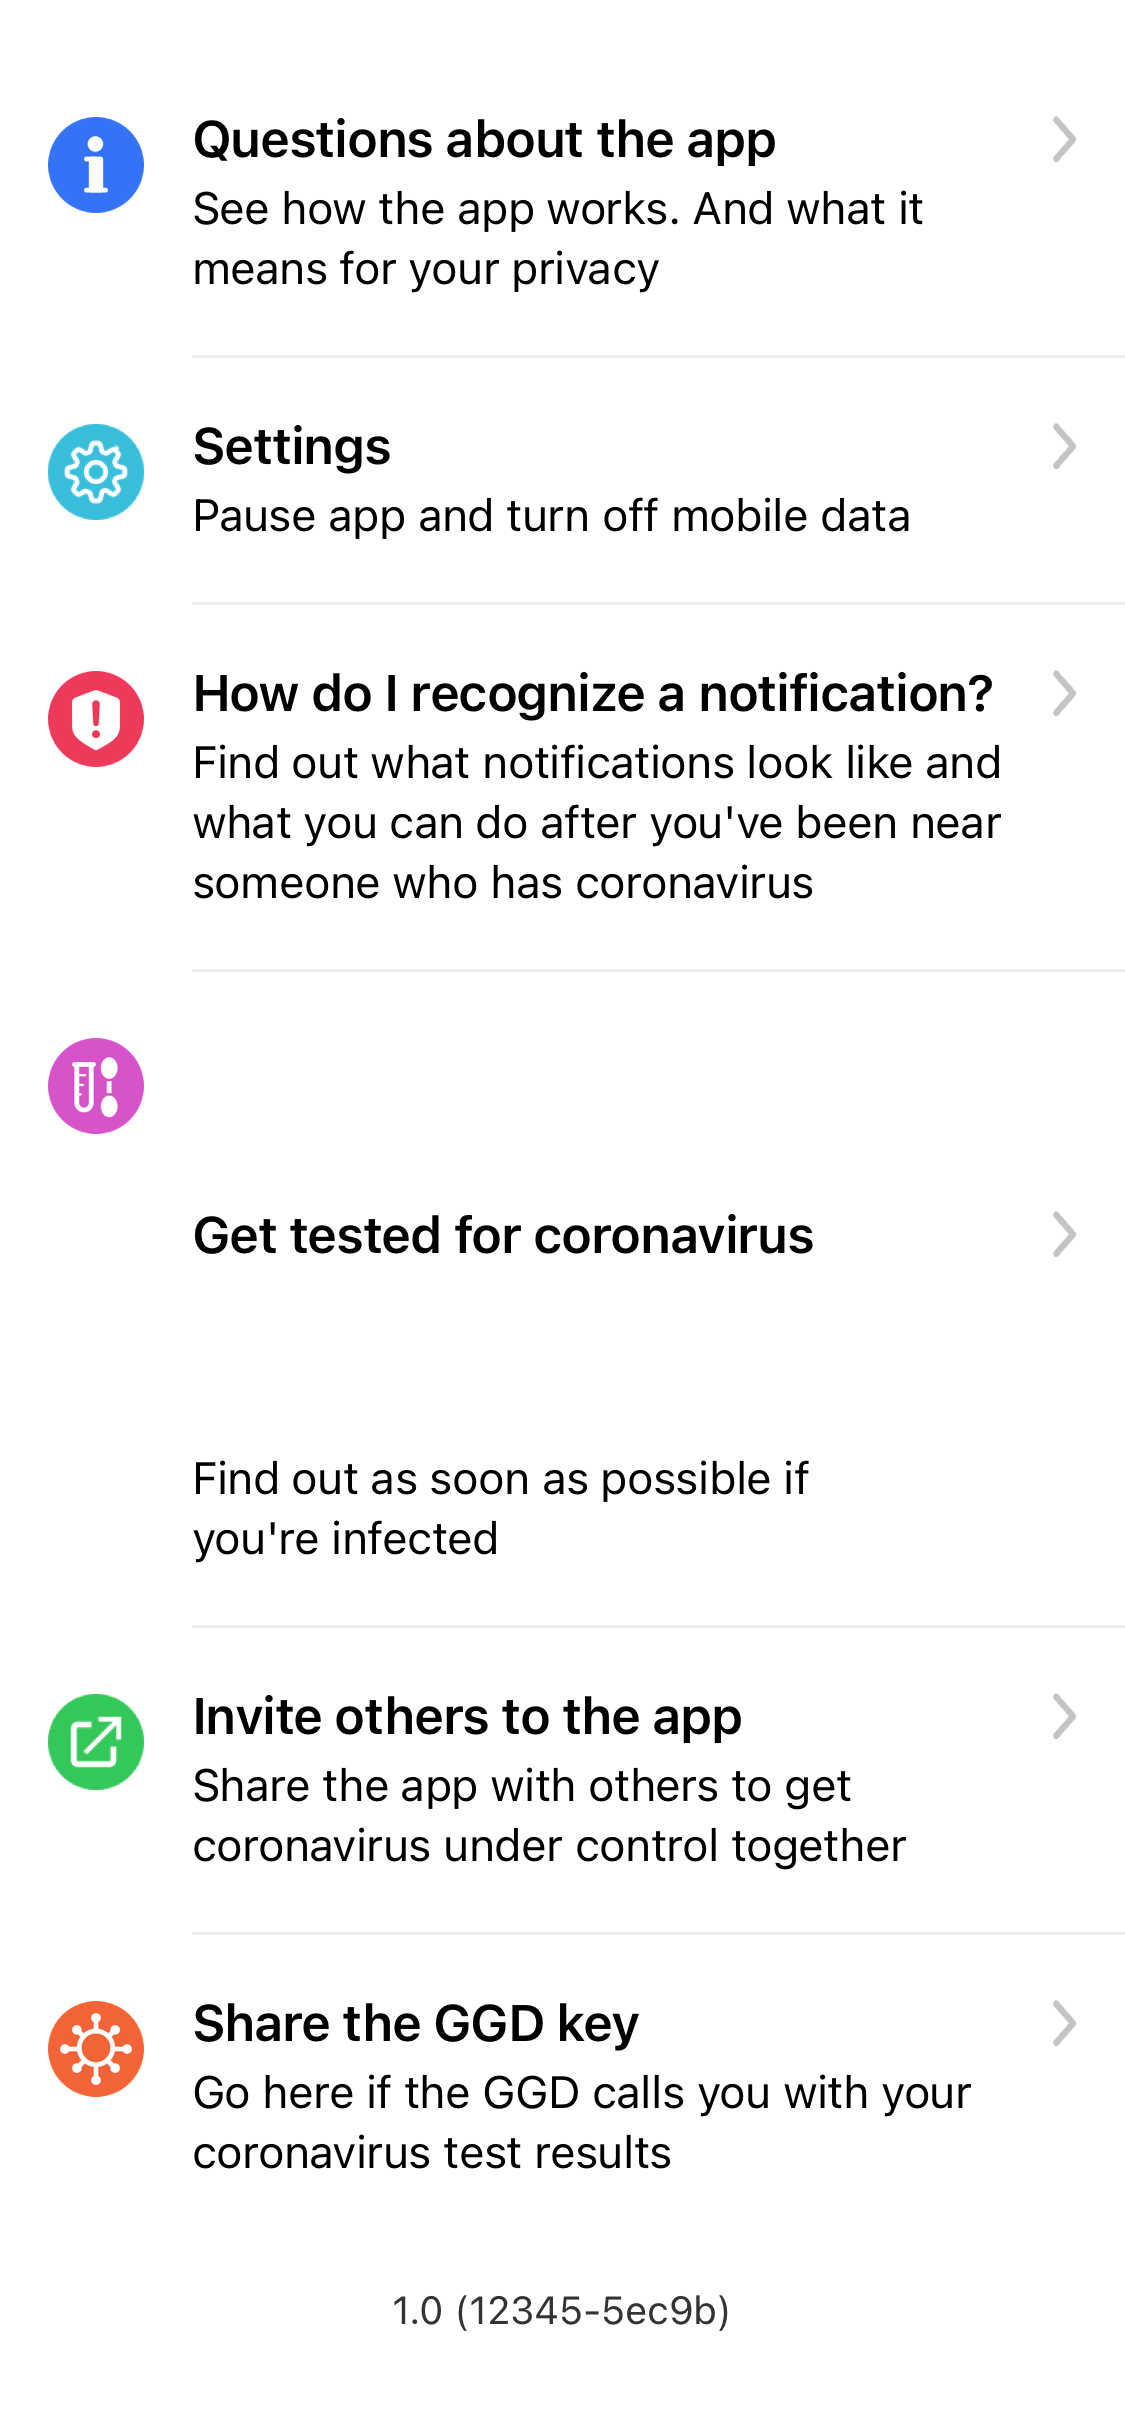 Questions about the app
See how the app works. And what it
means for your privacy
Settings
Pause app and turn off mobile data
How do I recognize a notification?
Find out what notifications look like and
what you can do after you've been near
someone who has coronavirus
Get tested for coronavirus
Find out as soon as possible if
you're infected
Invite others to the app
Share the app with others to get
coronavirus under control together
Share the GGD key
Go here if the GGD calls you with your
coronavirus test results
1.0 (12345-5ec9b)